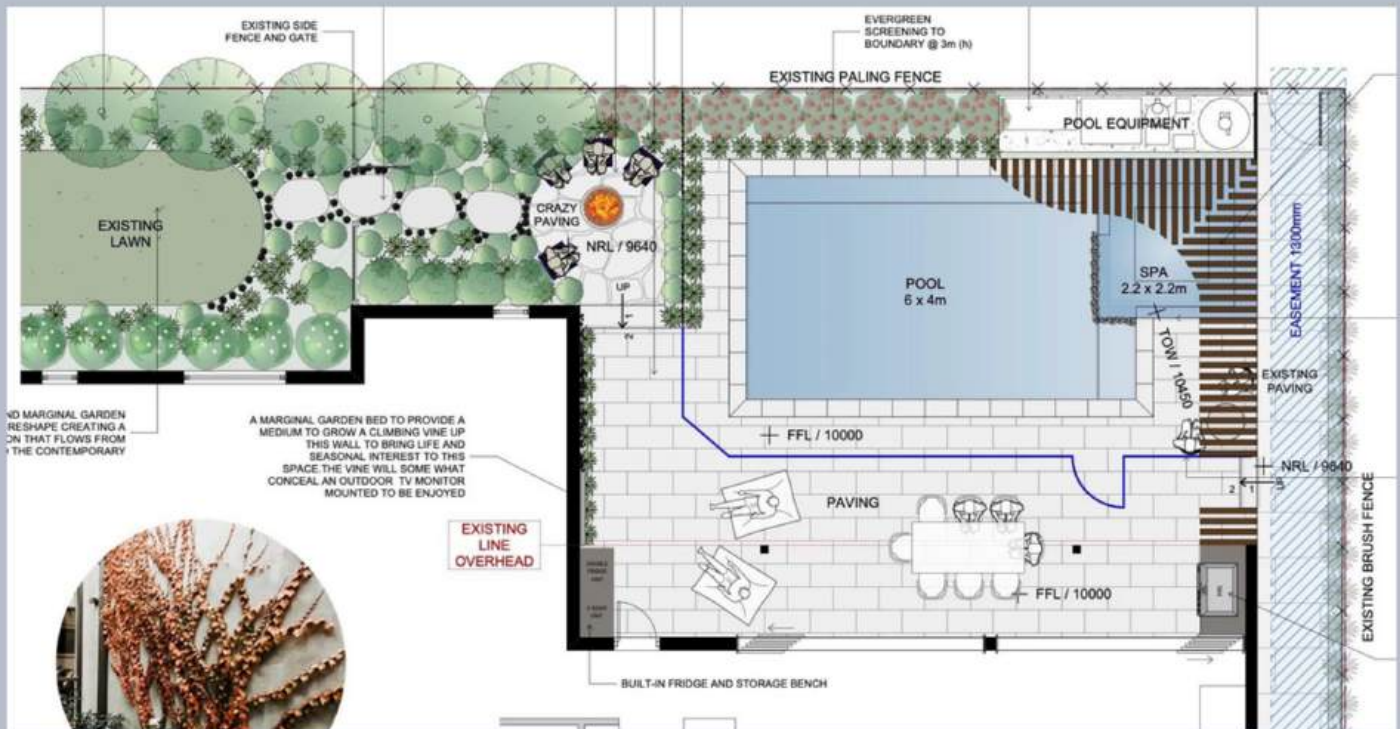 EXISTING SIDE
FENCE AND GATE
EVERGREEN
SCREENING TO
BOUNDARY @ 3m (h)
EXISTING PALING FENCE
POOL EQUIPMENT
EXISTING
LAWN
CRAZY
PAVING
NRL / 9640
UP
1
2
POOL
6 x 4m
SPA
2.2 x 2.2m
TOW / 10450
EASEMENT 1300mm
EXISTING
PAVING
ND MARGINAL GARDEN
RESHAPE CREATING A
ON THAT FLOWS FROM
THE CONTEMPORARY
A MARGINAL GARDEN BED TO PROVIDE A
MEDIUM TO GROW A CLIMBING VINE UP
THIS WALL TO BRING LIFE AND
SEASONAL INTEREST TO THIS
SPACE.THE VINE WILL SOME WHAT
CONCEAL AN OUTDOOR TV MONITOR
MOUNTED TO BE ENJOYED
FFL / 10000
NRL / 9640
2 1
UP
PAVING
EXISTING
LINE
OVERHEAD
FFL / 10000
EXISTING BRUSH FENCE
BUILT-IN FRIDGE AND STORAGE BENCH